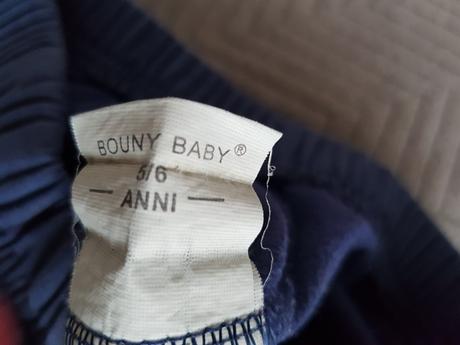 BOUNY BABY®
5/6
— ANNI —